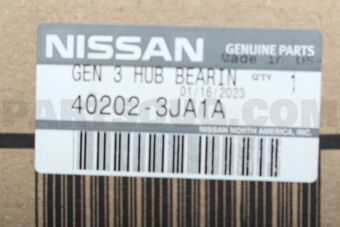 NISSAN GENUINE PARTS
Made in USA
GEN 3 HUB BEARIN QTY 1
01/16/2023
40202-3JA1A
NISSAN NORTH AMERICA, INC.